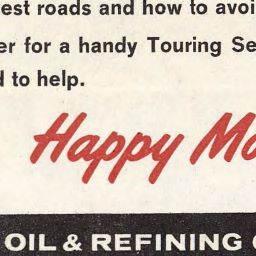 est roads and how to avoi
er for a handy Touring Se
d to help.
Happy Mo
OIL & REFINING